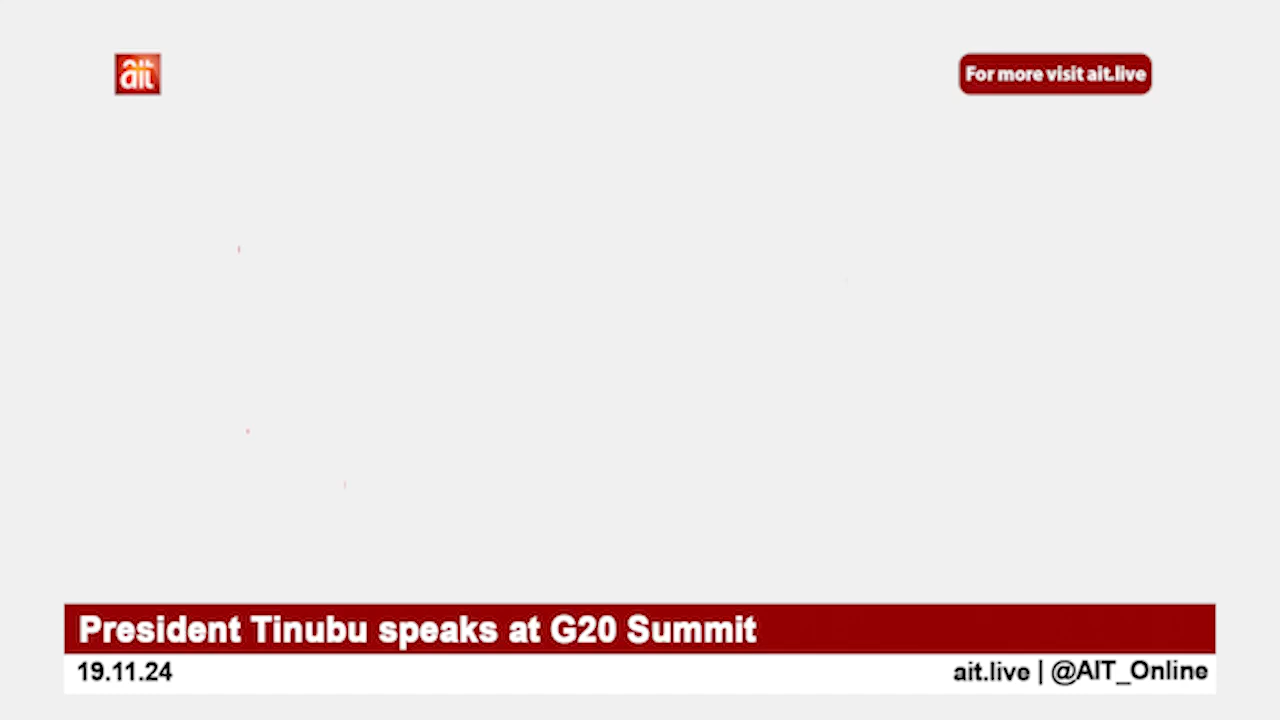 ait
For more visit ait.live
President Tinubu speaks at G20 Summit
19.11.24
ait.live | @AIT_Online